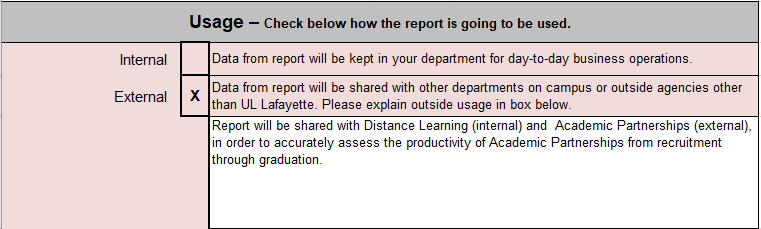 Usage – Check below how the report is going to be used.
Internal Data from report will be kept in your department for day-to-day business operations.
External X Data from report will be shared with other departments on campus or outside agencies other
than UL Lafayette. Please explain outside usage in box below.
Report will be shared with Distance Learning (internal) and Academic Partnerships (external),
in order to accurately assess the productivity of Academic Partnerships from recruitment
through graduation.